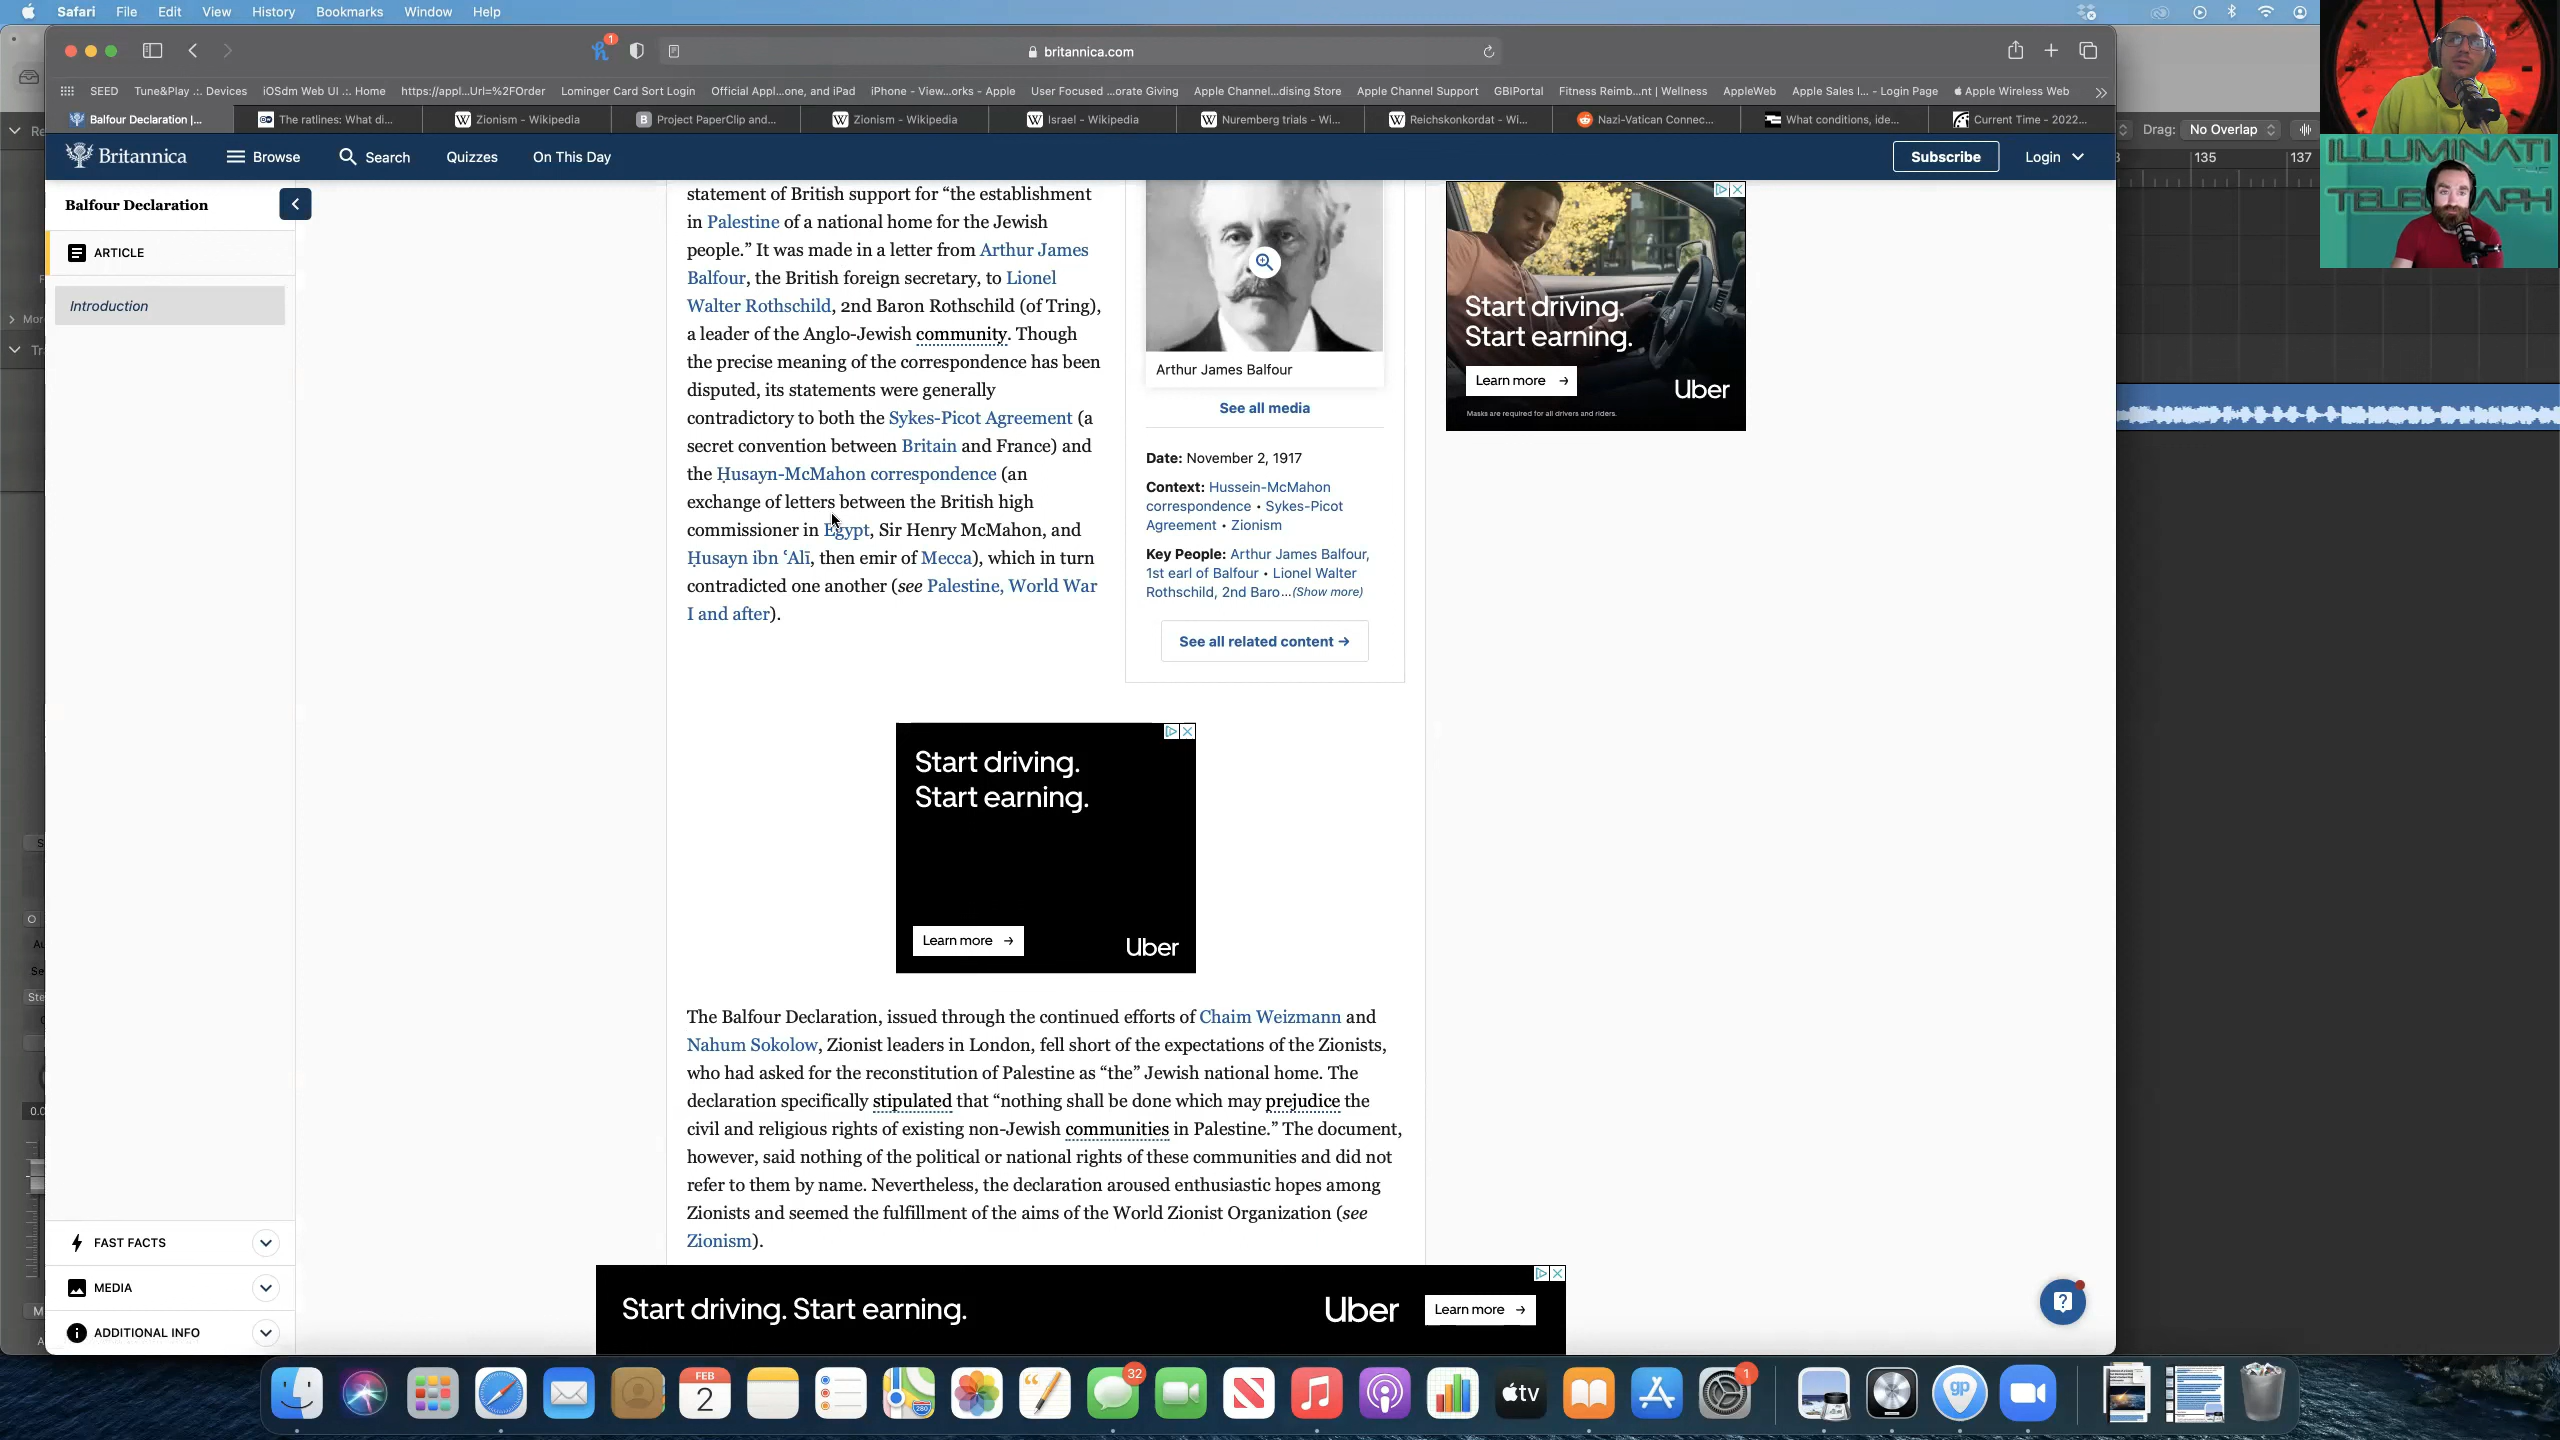 Safari File Edit View History Bookmarks Window Help
1
britannica.com
SEED Tune&Play .:. Devices iOSdm Web UI .:. Home https://appl...Url=%2FOrder Lominger Card Sort Login Official Appl...one, and iPad iPhone - View...orks - Apple User Focused ...orate Giving Apple Channel...dising Store Apple Channel Support GBIPortal Fitness Reimb...nt | Wellness AppleWeb Apple Sales I... - Login Page Apple Wireless Web
Balfour Declaration |... The ratlines: What di... Zionism - Wikipedia Project PaperClip and... Zionism - Wikipedia Israel - Wikipedia Nuremberg trials - Wi... Reichskonkordat - Wi... Nazi-Vatican Connec... What conditions, ide... Current Time - 2022...
Drag: No Overlap
135 137
ILLUMINATI
Britannica Browse Search Quizzes On This Day Subscribe Login
Balfour Declaration
ARTICLE
Introduction
FAST FACTS
MEDIA
ADDITIONAL INFO
statement of British support for “the establishment
in Palestine of a national home for the Jewish
people.” It was made in a letter from Arthur James
Balfour, the British foreign secretary, to Lionel
Walter Rothschild, 2nd Baron Rothschild (of Tring),
a leader of the Anglo-Jewish community. Though
the precise meaning of the correspondence has been
disputed, its statements were generally
contradictory to both the Sykes-Picot Agreement (a
secret convention between Britain and France) and
the Ḥusayn-McMahon correspondence (an
exchange of letters between the British high
commissioner in Egypt, Sir Henry McMahon, and
Ḥusayn ibn ʿAlī, then emir of Mecca), which in turn
contradicted one another (see Palestine, World War
I and after).
Arthur James Balfour
See all media
Date: November 2, 1917
Context: Hussein-McMahon
correspondence • Sykes-Picot
Agreement • Zionism
Key People: Arthur James Balfour,
1st earl of Balfour • Lionel Walter
Rothschild, 2nd Baro...(Show more)
See all related content →
Start driving.
Start earning.
Learn more →
Uber
Masks are required for all drivers and riders.
Start driving.
Start earning.
Learn more →
Uber
The Balfour Declaration, issued through the continued efforts of Chaim Weizmann and
Nahum Sokolow, Zionist leaders in London, fell short of the expectations of the Zionists,
who had asked for the reconstitution of Palestine as “the” Jewish national home. The
declaration specifically stipulated that “nothing shall be done which may prejudice the
civil and religious rights of existing non-Jewish communities in Palestine.” The document,
however, said nothing of the political or national rights of these communities and did not
refer to them by name. Nevertheless, the declaration aroused enthusiastic hopes among
Zionists and seemed the fulfillment of the aims of the World Zionist Organization (see
Zionism).
Start driving. Start earning.
Uber
Learn more →
FEB
2
32
tv
280
gp
1